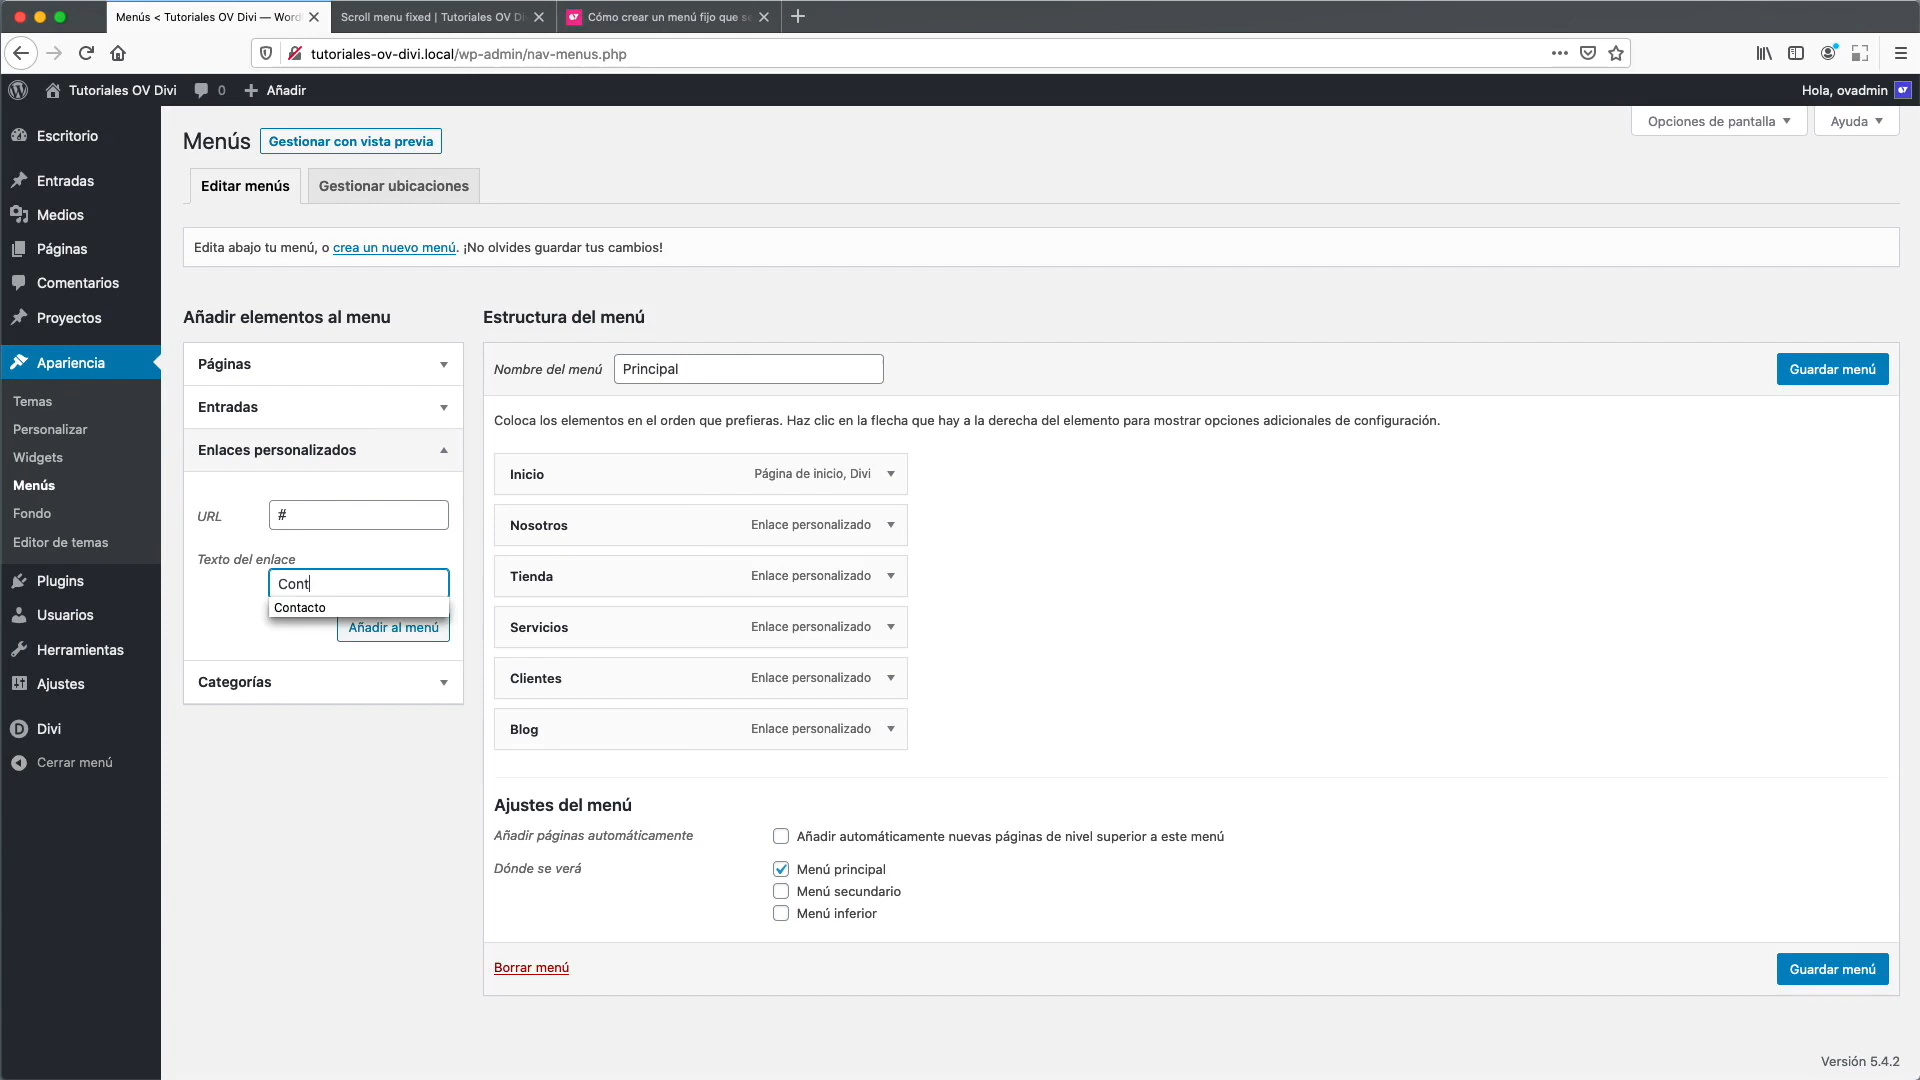 Menús < Tutoriales OV Divi — Word
Scroll menu fixed | Tutoriales OV Di
Cómo crear un menú fijo que se
tutoriales-ov-divi.local/wp-admin/nav-menus.php
Tutoriales OV Divi
0
Añadir
Hola, ovadmin
Escritorio
Entradas
Medios
Páginas
Comentarios
Proyectos
Apariencia
Temas
Personalizar
Widgets
Menús
Fondo
Editor de temas
Plugins
Usuarios
Herramientas
Ajustes
Divi
Cerrar menú
Opciones de pantalla
Ayuda
Menús
Gestionar con vista previa
Editar menús
Gestionar ubicaciones
Edita abajo tu menú, o crea un nuevo menú. ¡No olvides guardar tus cambios!
Añadir elementos al menu
Páginas
Entradas
Enlaces personalizados
URL
#
Texto del enlace
Cont
Contacto
Añadir al menú
Categorías
Estructura del menú
Nombre del menú
Principal
Guardar menú
Coloca los elementos en el orden que prefieras. Haz clic en la flecha que hay a la derecha del elemento para mostrar opciones adicionales de configuración.
Inicio
Página de inicio, Divi
Nosotros
Enlace personalizado
Tienda
Enlace personalizado
Servicios
Enlace personalizado
Clientes
Enlace personalizado
Blog
Enlace personalizado
Ajustes del menú
Añadir páginas automáticamente
Añadir automáticamente nuevas páginas de nivel superior a este menú
Dónde se verá
Menú principal
Menú secundario
Menú inferior
Borrar menú
Guardar menú
Versión 5.4.2